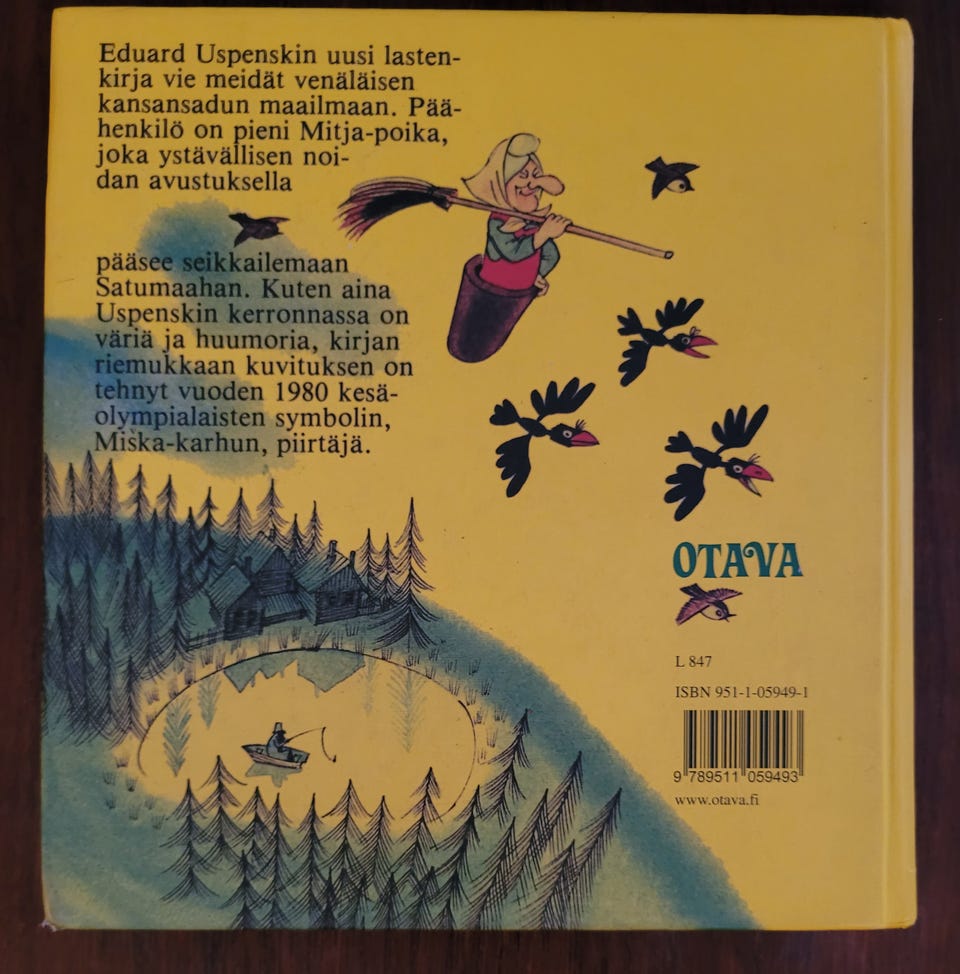 Eduard Uspenskin uusi lasten-
kirja vie meidät venäläisen
kansansadun maailmaan. Pää-
henkilö on pieni Mitja-poika,
joka ystävällisen noi-
dan avustuksella
pääsee seikkailemaan
Satumaahan. Kuten aina
Uspenskin kerronnassa on
väriä ja huumoria, kirjan
riemukkaan kuvituksen on
tehnyt vuoden 1980 kesä-
olympialaisten symbolin,
Miška-karhun, piirtäjä.
OTAVA
L 847
ISBN 951-1-05949-1
9 789511 059493
www.otava.fi